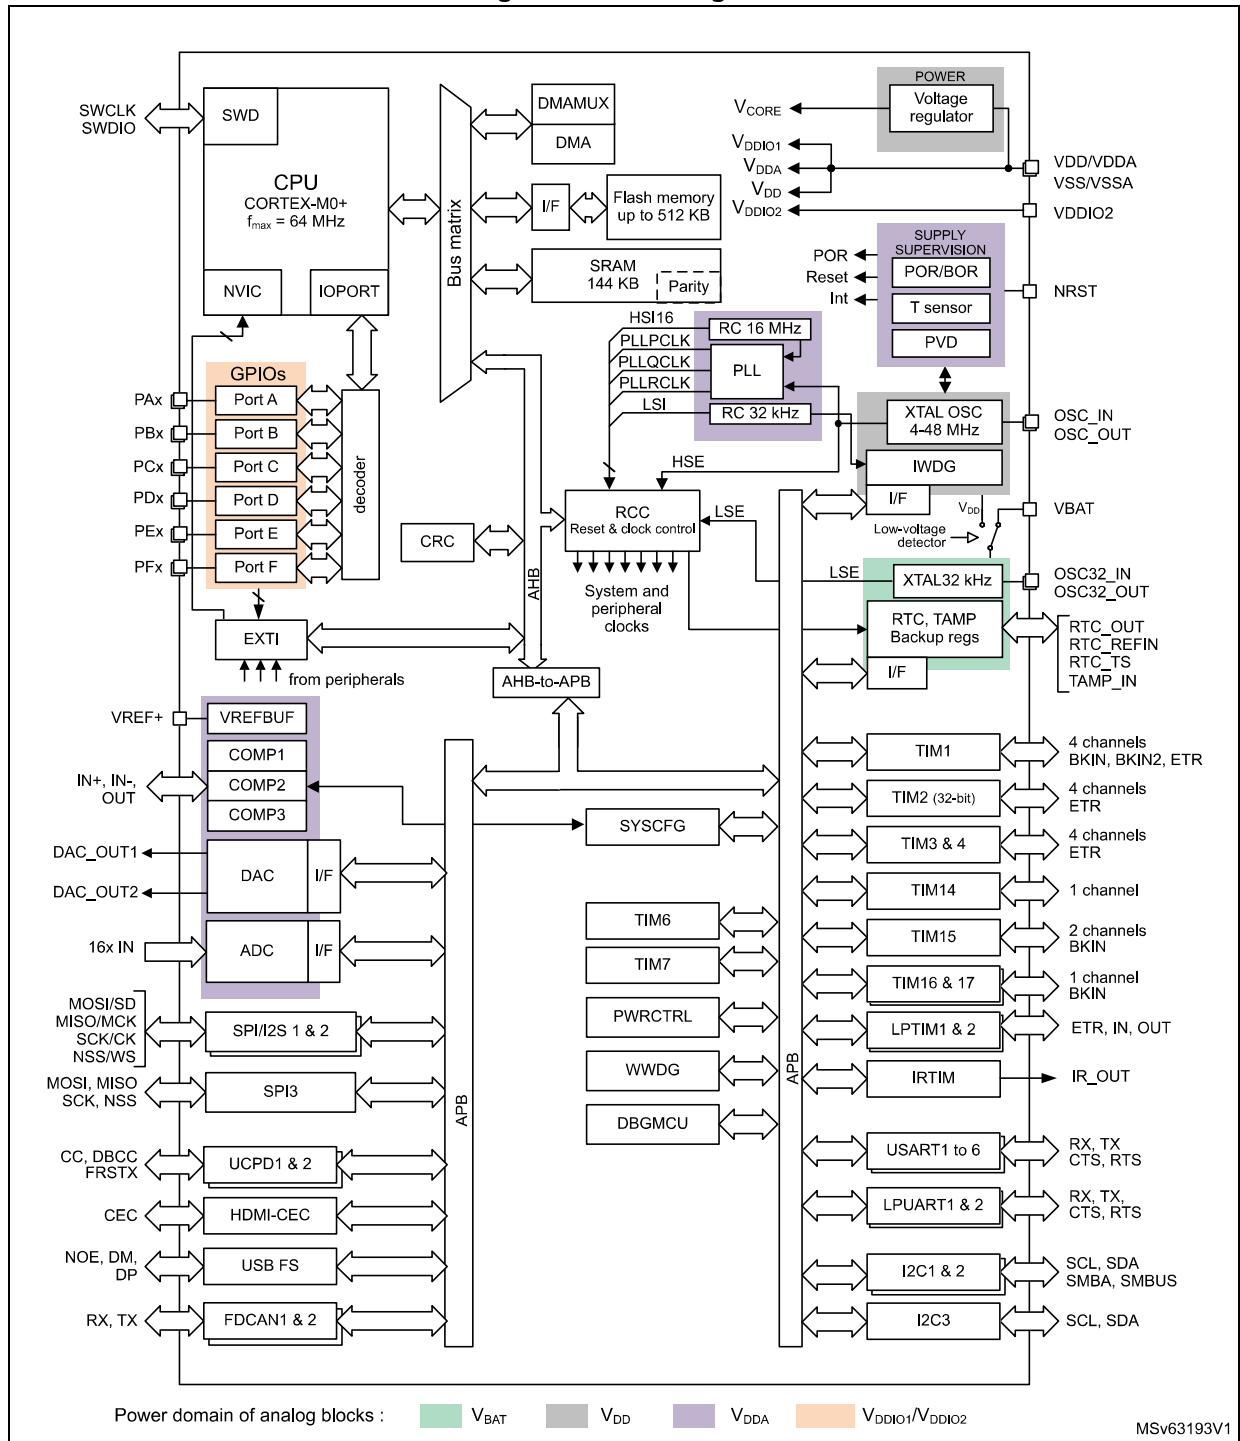 SWCLK
SWDIO
SWD
CPU
CORTEX-M0+
fmax = 64 MHz
NVIC
IOPORT
Bus matrix
DMAMUX
DMA
I/F
Flash memory
up to 512 KB
SRAM
144 KB
Parity
POWER
Voltage
regulator
VCORE
VDDIO1
VDDA
VDD
VDDIO2
VDD/VDDA
VSS/VSSA
VDDIO2
SUPPLY
SUPERVISION
POR/BOR
T sensor
PVD
POR
Reset
Int
NRST
HSI16
PLLPCLK
PLLQCLK
PLLRCLK
LSI
RC 16 MHz
PLL
RC 32 kHz
XTAL OSC
4-48 MHz
IWDG
I/F
OSC_IN
OSC_OUT
HSE
GPIOs
PAx
Port A
PBx
Port B
PCx
Port C
PDx
Port D
PEx
Port E
PFx
Port F
decoder
CRC
AHB
RCC
Reset & clock control
System and
peripheral
clocks
LSE
VDD
Low-voltage
detector
VBAT
LSE
XTAL32 kHz
OSC32_IN
OSC32_OUT
RTC, TAMP
Backup regs
I/F
RTC_OUT
RTC_REFIN
RTC_TS
TAMP_IN
EXTI
from peripherals
AHB-to-APB
VREF+
VREFBUF
IN+, IN-,
OUT
COMP1
COMP2
COMP3
DAC_OUT1
DAC_OUT2
DAC
I/F
16x IN
ADC
I/F
MOSI/SD
MISO/MCK
SCK/CK
NSS/WS
SPI/I2S 1 & 2
MOSI, MISO
SCK, NSS
SPI3
CC, DBCC
FRSTX
UCPD1 & 2
CEC
HDMI-CEC
NOE, DM,
DP
USB FS
RX, TX
FDCAN1 & 2
APB
SYSCFG
TIM6
TIM7
PWRCTRL
WWDG
DBGMCU
APB
TIM1
4 channels
BKIN, BKIN2, ETR
TIM2 (32-bit)
4 channels
ETR
TIM3 & 4
4 channels
ETR
TIM14
1 channel
TIM15
2 channels
BKIN
TIM16 & 17
1 channel
BKIN
LPTIM1 & 2
ETR, IN, OUT
IRTIM
IR_OUT
USART1 to 6
RX, TX
CTS, RTS
LPUART1 & 2
RX, TX,
CTS, RTS
I2C1 & 2
SCL, SDA
SMBA, SMBUS
I2C3
SCL, SDA
Power domain of analog blocks :
VBAT
VDD
VDDA
VDDIO1/VDDIO2
MSv63193V1